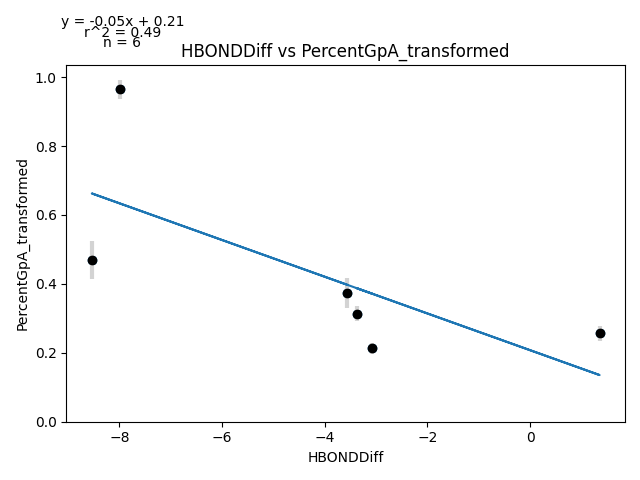 y = -0.05x + 0.21
r^2 = 0.49
n = 6
HBONDDiff vs PercentGpA_transformed
1.0
0.8
0.6
0.4
0.2
0.0
PercentGpA_transformed
−8
−6
−4
−2
0
HBONDDiff